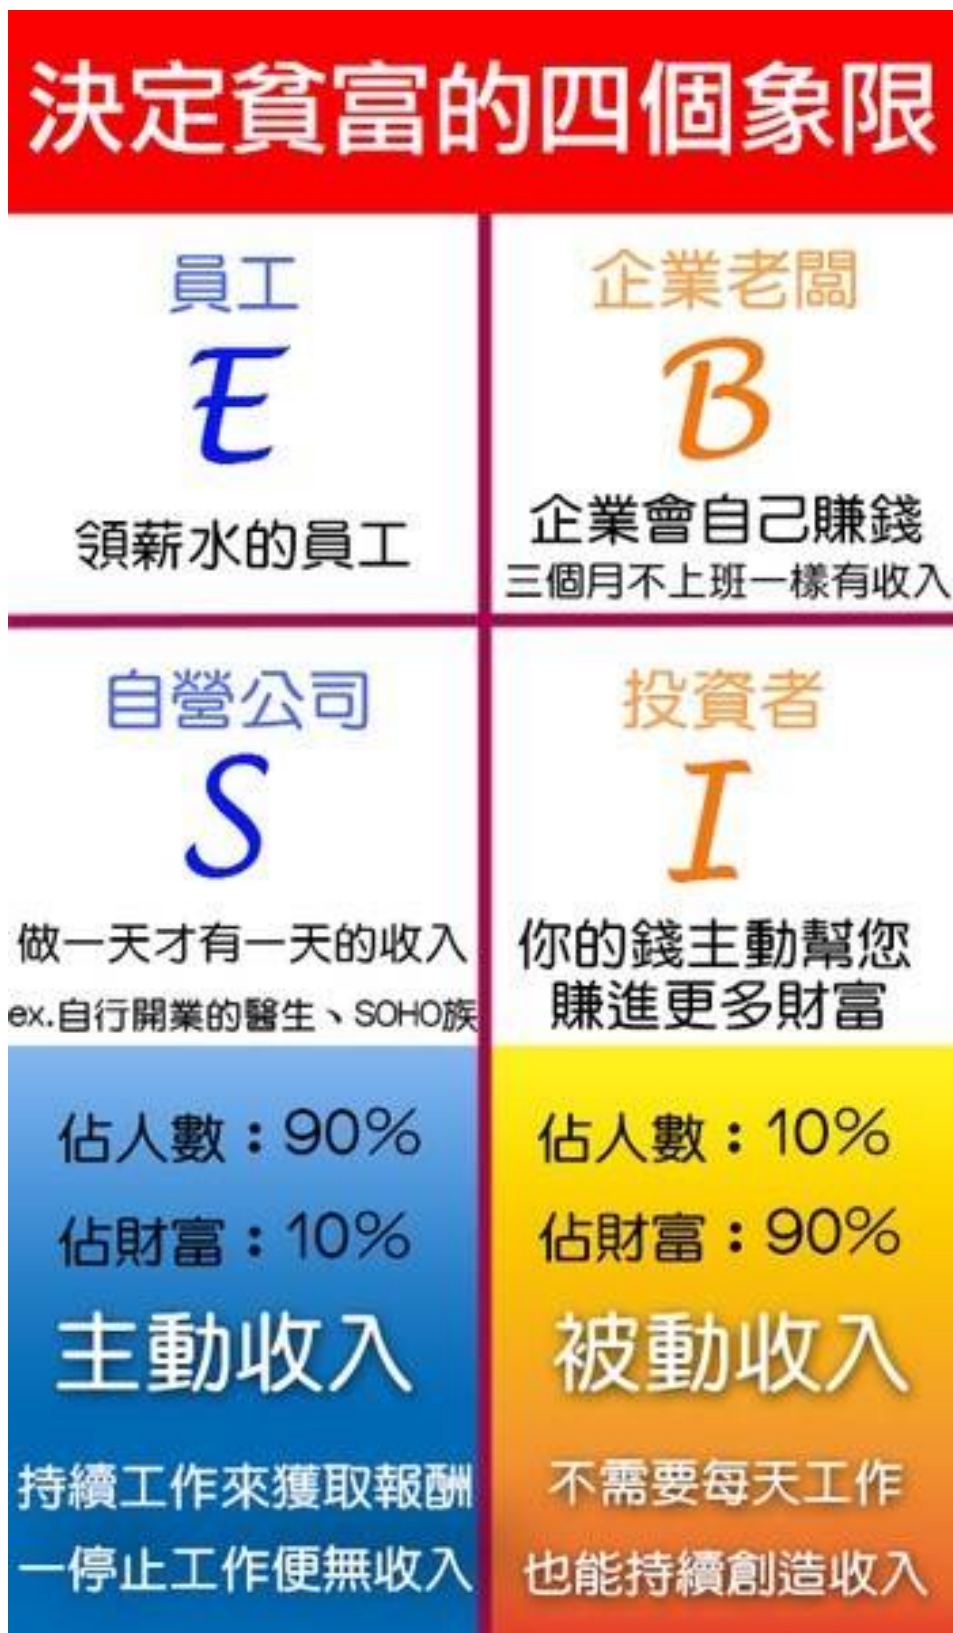 決定貧富的四個象限
員工
E
領薪水的員工
企業老闆
B
企業會自己賺錢
三個月不上班一樣有收入
自營公司
S
做一天才有一天的收入
ex.自行開業的醫生、SOHO族
投資者
I
你的錢主動幫您
賺進更多財富
佔人數：90%
佔財富：10%
主動收入
持續工作來獲取報酬
一停止工作便無收入
佔人數：10%
佔財富：90%
被動收入
不需要每天工作
也能持續創造收入